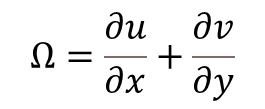 Ω = ∂u/∂x + ∂v/∂y